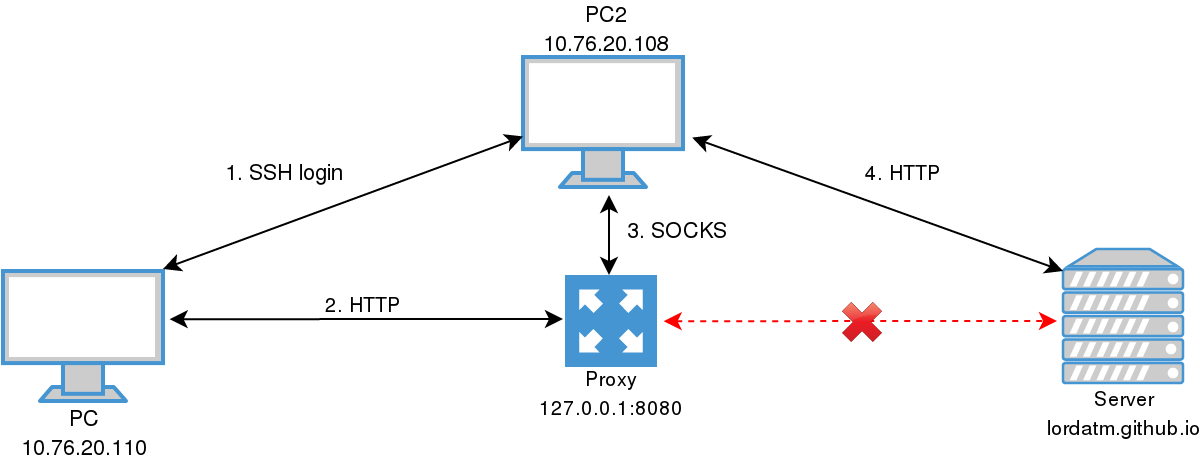 PC2
10.76.20.108
1. SSH login
4. HTTP
3. SOCKS
2. HTTP
Proxy
127.0.0.1:8080
Server
lordatm.github.io
PC
10.76.20.110